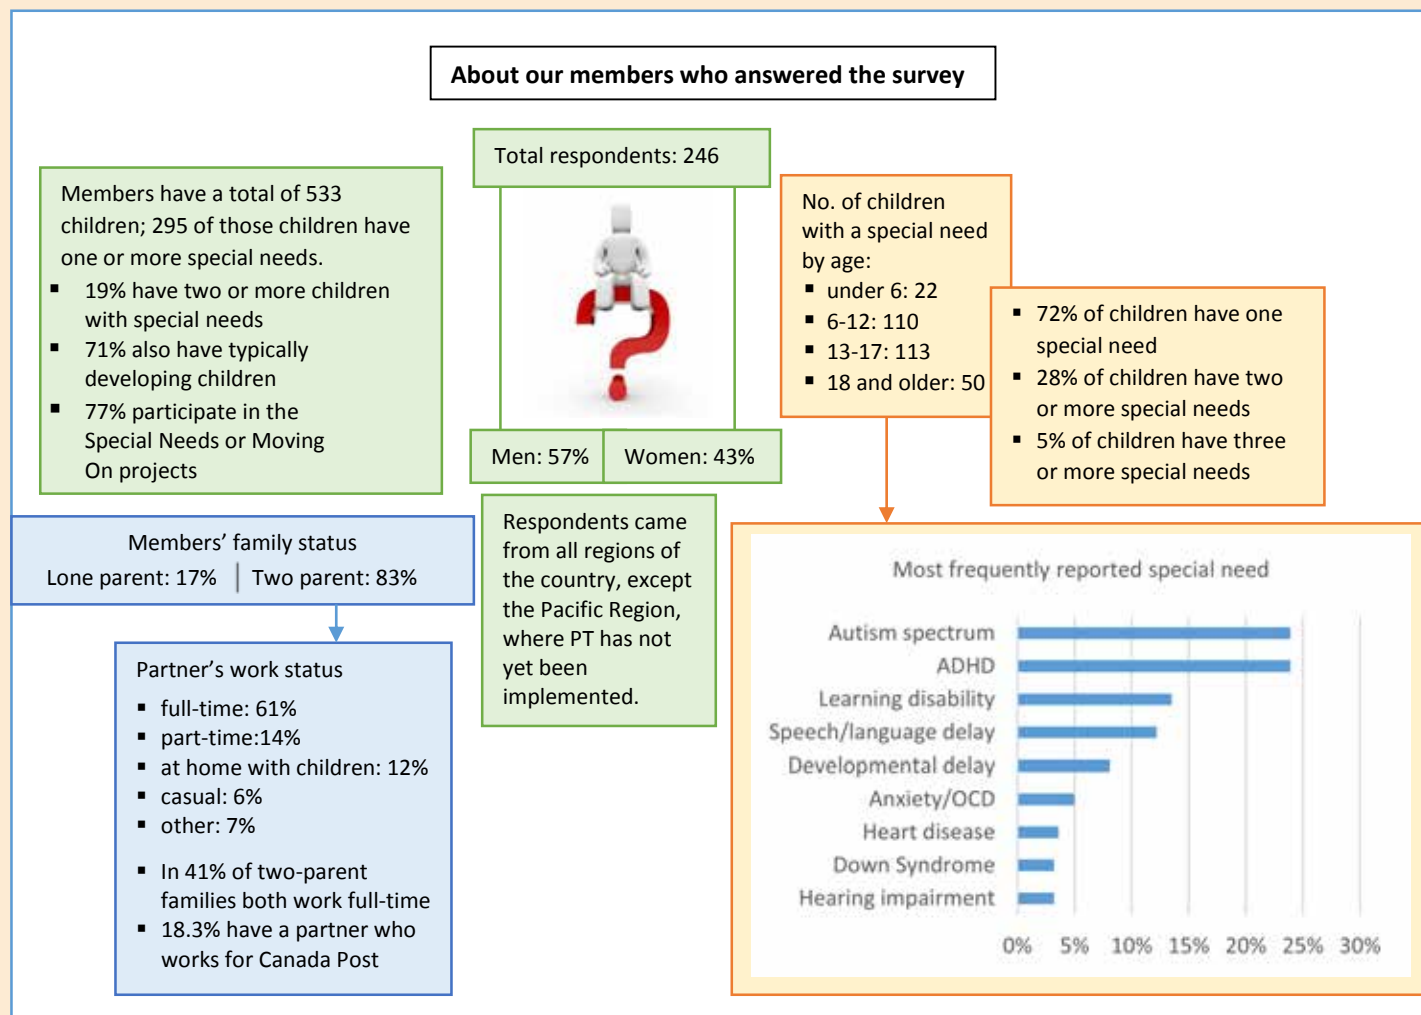 About our members who answered the survey
Total respondents: 246
Members have a total of 533
children; 295 of those children have
one or more special needs.
▪ 19% have two or more children
with special needs
▪ 71% also have typically
developing children
▪ 77% participate in the
Special Needs or Moving
On projects
Men: 57%
Women: 43%
No. of children
with a special need
by age:
▪ under 6: 22
▪ 6-12: 110
▪ 13-17: 113
▪ 18 and older: 50
▪ 72% of children have one
special need
▪ 28% of children have two
or more special needs
▪ 5% of children have three
or more special needs
Members’ family status
Lone parent: 17% | Two parent: 83%
Respondents came
from all regions of
the country, except
the Pacific Region,
where PT has not
yet been
implemented.
Partner’s work status
▪ full-time: 61%
▪ part-time:14%
▪ at home with children: 12%
▪ casual: 6%
▪ other: 7%
▪ In 41% of two-parent
families both work full-time
▪ 18.3% have a partner who
works for Canada Post
Most frequently reported special need
Autism spectrum
ADHD
Learning disability
Speech/language delay
Developmental delay
Anxiety/OCD
Heart disease
Down Syndrome
Hearing impairment
0% 5% 10% 15% 20% 25% 30%